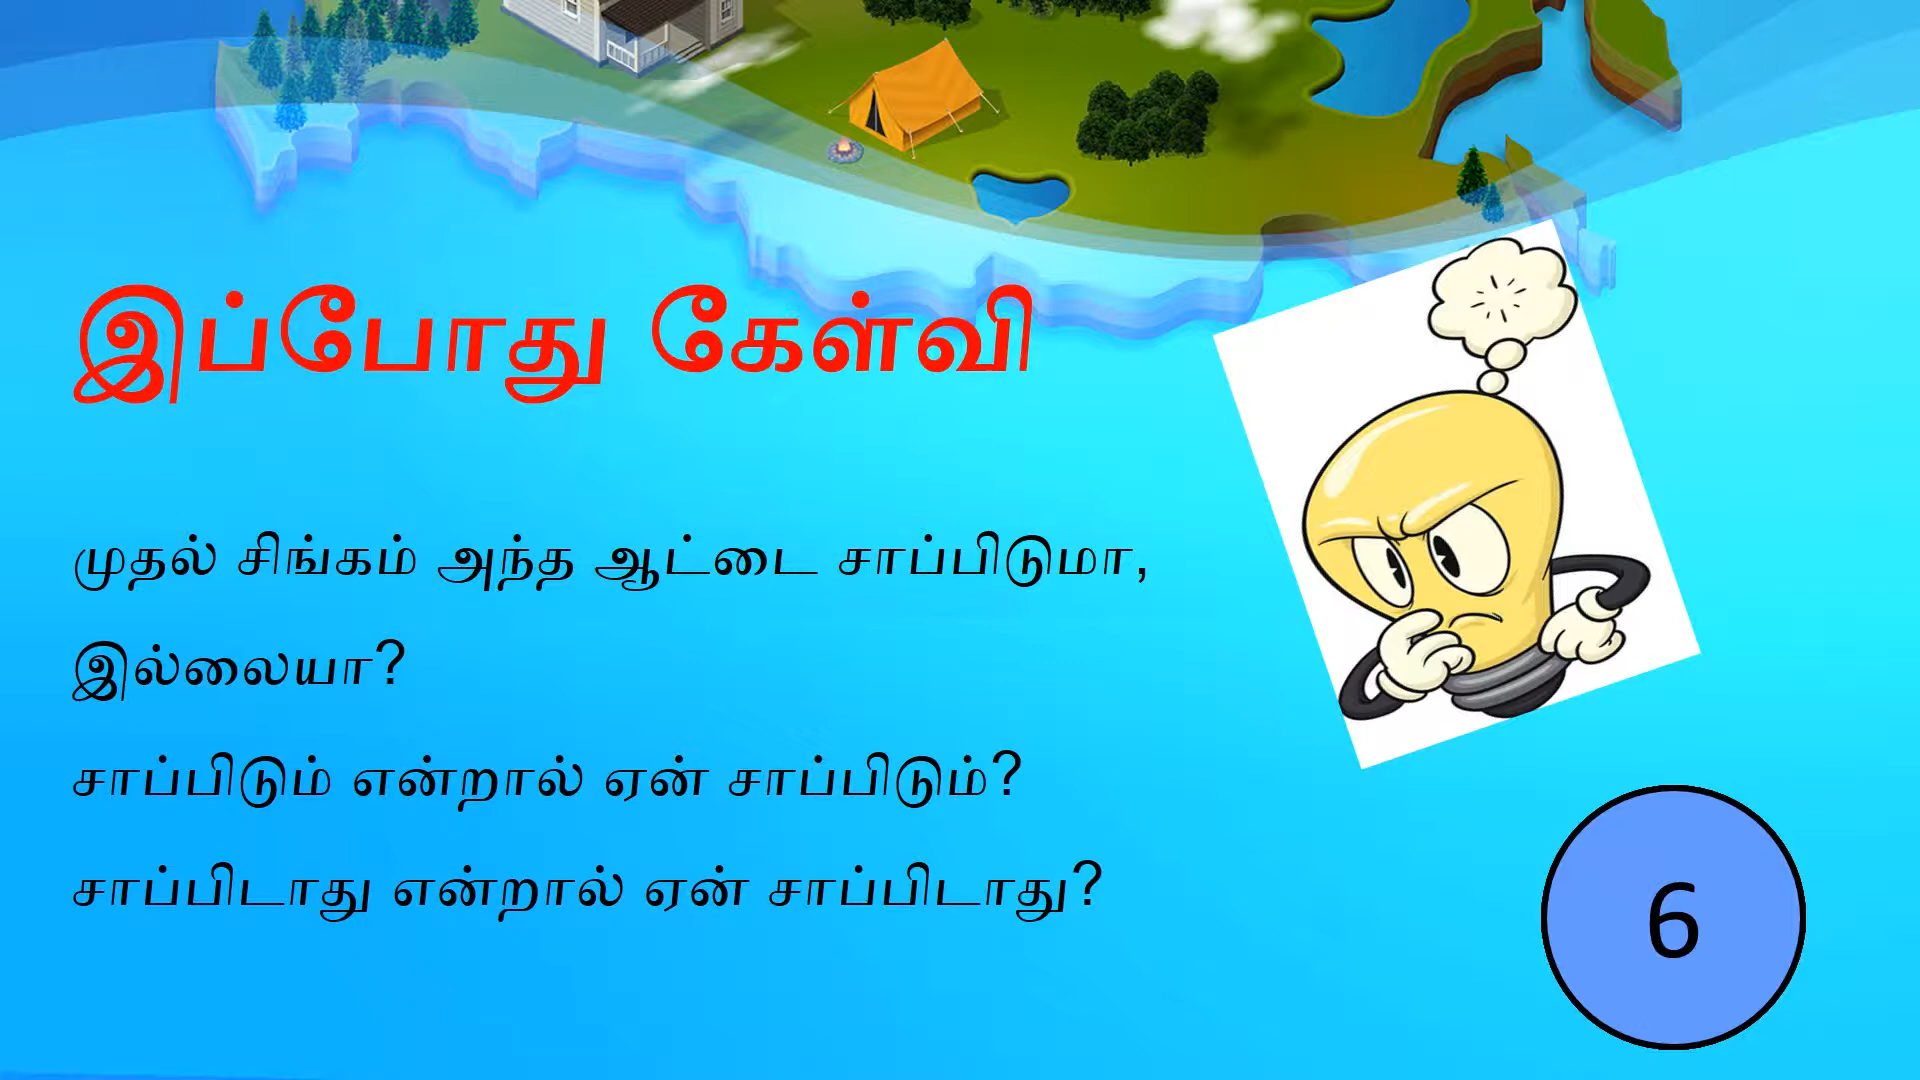 இப்போது கேள்வி
முதல் சிங்கம் அந்த ஆட்டை சாப்பிடுமா,
இல்லையா?
சாப்பிடும் என்றால் ஏன் சாப்பிடும்?
சாப்பிடாது என்றால் ஏன் சாப்பிடாது?
6